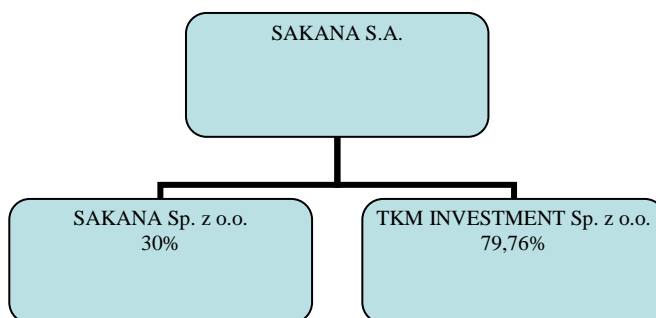 SAKANA S.A.
SAKANA Sp. z o.o.
30%
TKM INVESTMENT Sp. z o.o.
79,76%